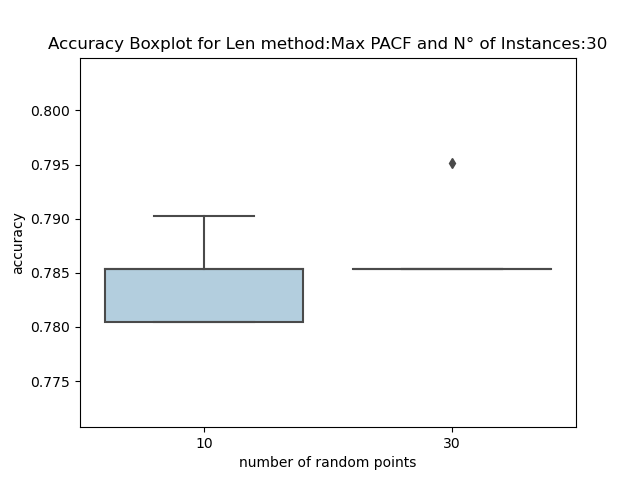 Accuracy Boxplot for Len method:Max PACF and N° of Instances:30
0.800
0.795
0.790
0.785
0.780
0.775
accuracy
10 30
number of random points